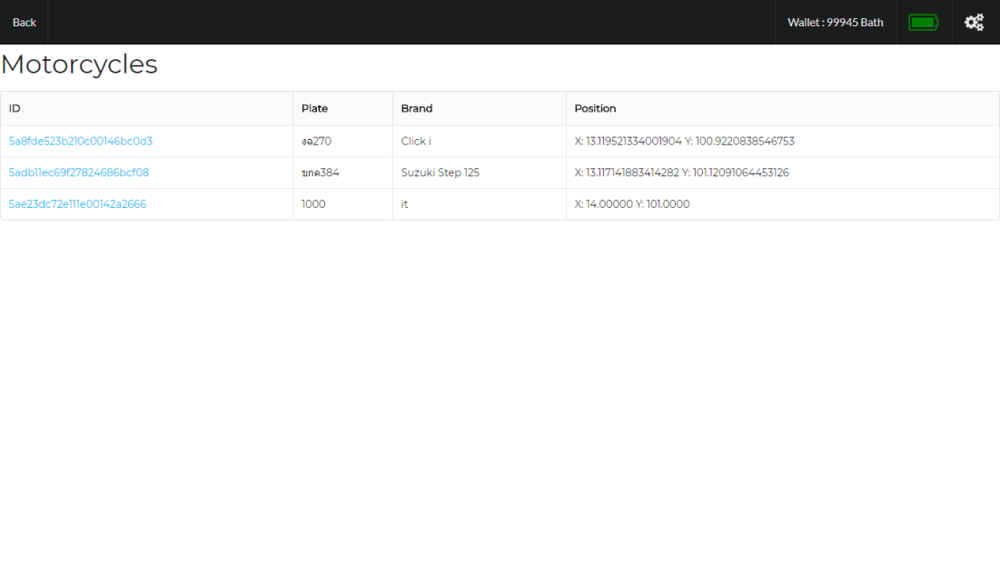 Back Wallet : 99945 Bath
Motorcycles
ID Plate Brand Position
5a8fde523b210c00146bc0d3 งฉ270 Click i X: 13.119521334001904 Y: 100.9220838546753
5adb11ec69f27824686bcf08 ขกต384 Suzuki Step 125 X: 13.117141883414282 Y: 101.12091064453126
5ae23dc72e111e00142a2666 1000 it X: 14.00000 Y: 101.0000